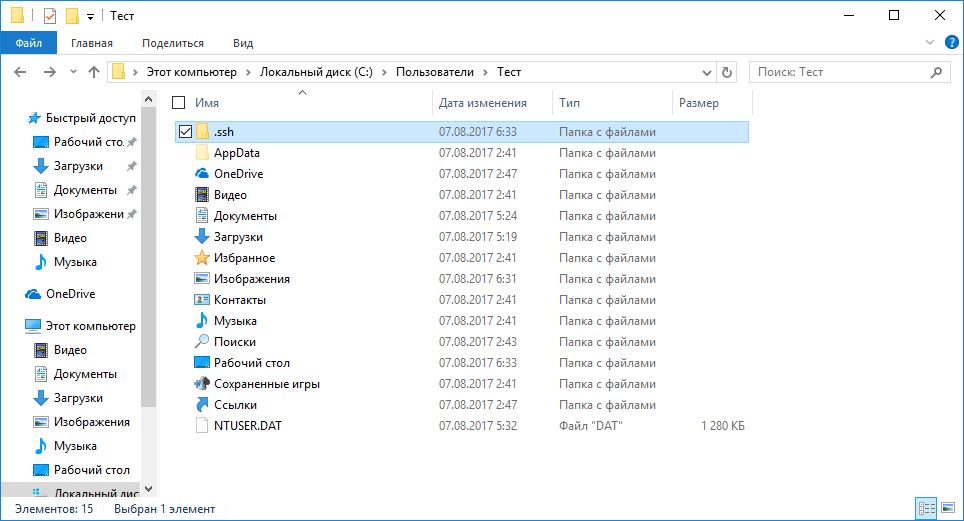 Тест
Файл Главная Поделиться Вид
Этот компьютер Локальный диск (C:) Пользователи Тест
Поиск: Тест
Имя Дата изменения Тип Размер
Быстрый доступ
Рабочий сто.
Загрузки
Документы
Изображени
Видео
Музыка
OneDrive
Этот компьютер
Видео
Документы
Загрузки
Изображения
Музыка
Рабочий стол
Локальный дис
.ssh 07.08.2017 6:33 Папка с файлами
AppData 07.08.2017 2:41 Папка с файлами
OneDrive 07.08.2017 2:47 Папка с файлами
Видео 07.08.2017 2:41 Папка с файлами
Документы 07.08.2017 5:24 Папка с файлами
Загрузки 07.08.2017 5:19 Папка с файлами
Избранное 07.08.2017 2:41 Папка с файлами
Изображения 07.08.2017 6:31 Папка с файлами
Контакты 07.08.2017 2:41 Папка с файлами
Музыка 07.08.2017 2:41 Папка с файлами
Поиски 07.08.2017 2:43 Папка с файлами
Рабочий стол 07.08.2017 6:33 Папка с файлами
Сохраненные игры 07.08.2017 2:41 Папка с файлами
Ссылки 07.08.2017 2:47 Папка с файлами
NTUSER.DAT 07.08.2017 5:32 Файл "DAT" 1 280 КБ
Элементов: 15 Выбран 1 элемент